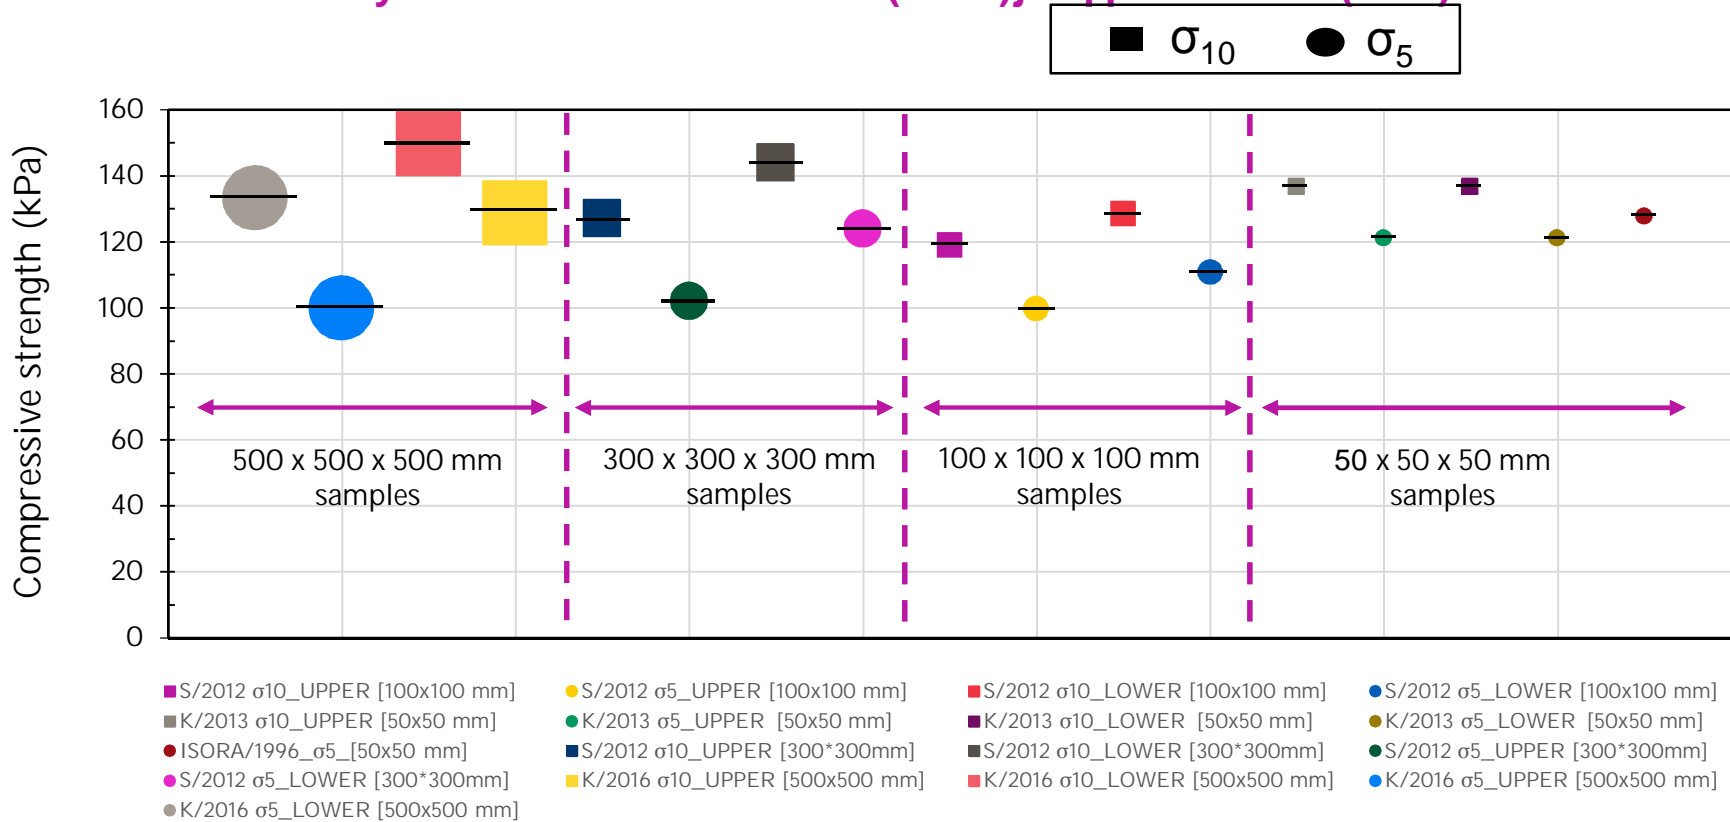 σ10 σ5
Compressive strength (kPa)
160
140
120
100
80
60
40
20
0
500 x 500 x 500 mm
samples
300 x 300 x 300 mm
samples
100 x 100 x 100 mm
samples
50 x 50 x 50 mm
samples
S/2012 σ10_UPPER [100x100 mm] S/2012 σ5_UPPER [100x100 mm] S/2012 σ10_LOWER [100x100 mm] S/2012 σ5_LOWER [100x100 mm]
K/2013 σ10_UPPER [50x50 mm] K/2013 σ5_UPPER [50x50 mm] K/2013 σ10_LOWER [50x50 mm] K/2013 σ5_LOWER [50x50 mm]
ISORA/1996_σ5_[50x50 mm] S/2012 σ10_UPPER [300*300mm] S/2012 σ10_LOWER [300*300mm] S/2012 σ5_UPPER [300*300mm]
S/2012 σ5_LOWER [300*300mm] K/2016 σ10_UPPER [500x500 mm] K/2016 σ10_LOWER [500x500 mm] K/2016 σ5_UPPER [500x500 mm]
K/2016 σ5_LOWER [500x500 mm]